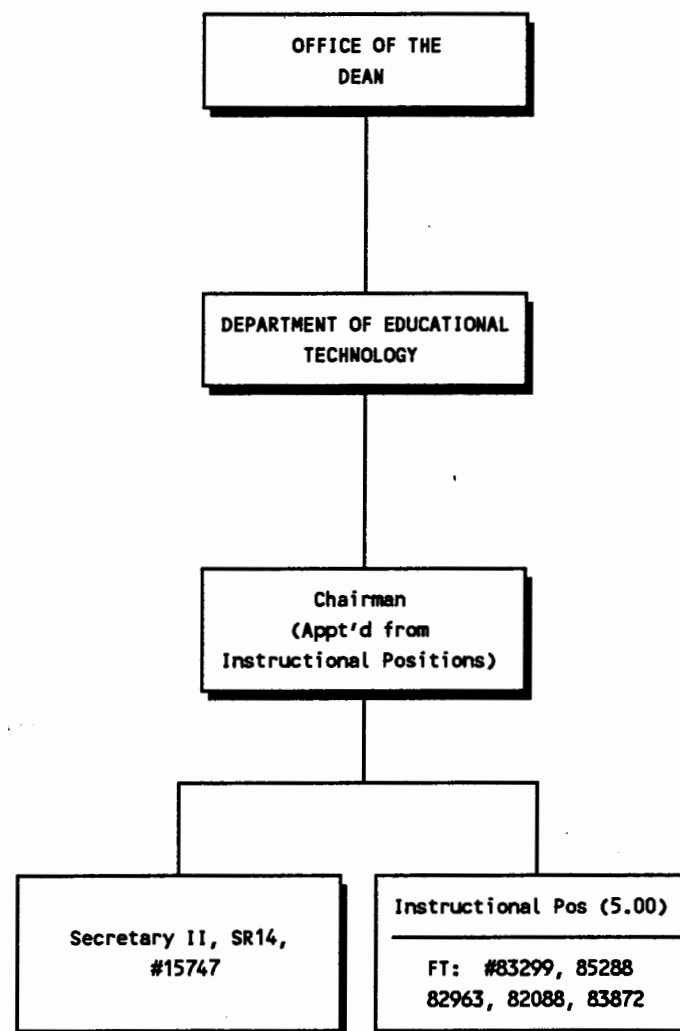 OFFICE OF THE
DEAN
DEPARTMENT OF EDUCATIONAL
TECHNOLOGY
Chairman
(Appt'd from
Instructional Positions)
Secretary II, SR14,
#15747
Instructional Pos (5.00)
FT: #83299, 85288
82963, 82088, 83872